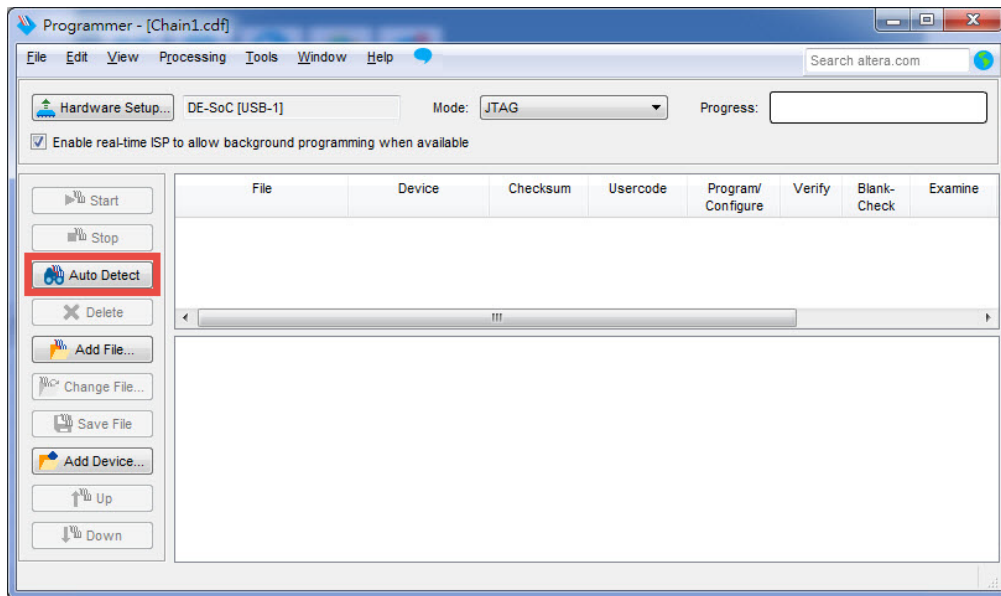 Programmer - [Chain1.cdf]
File Edit View Processing Tools Window Help
Search altera.com
Hardware Setup... DE-SoC [USB-1] Mode: JTAG Progress:
Enable real-time ISP to allow background programming when available
File Device Checksum Usercode Program/ Configure Verify Blank- Check Examine
Start
Stop
Auto Detect
Delete
Add File...
Change File...
Save File
Add Device...
Up
Down